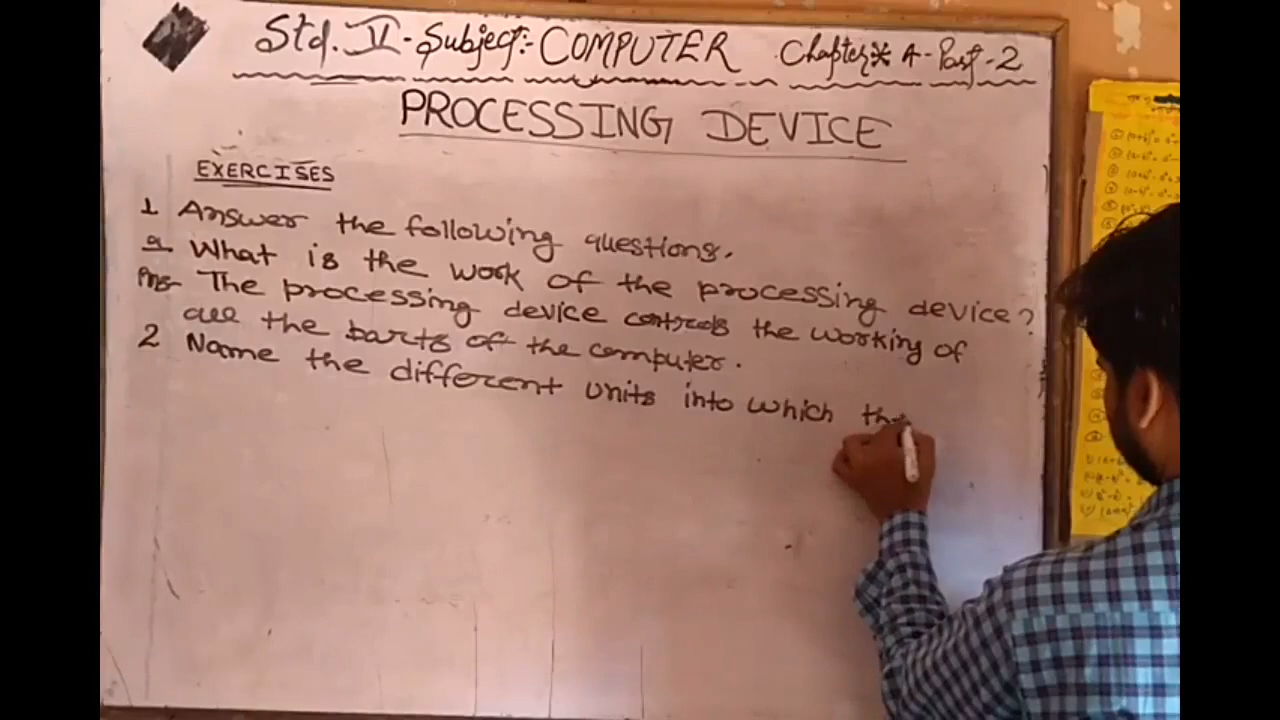 Std. II - Subject:- COMPUTER Chapter * 4 - Part - 2
PROCESSING DEVICE
EXERCISES
1 Answer the following questions.
a What is the work of the processing device?
Ans- The processing device controls the working of
all the parts of the computer.
2 Name the different units into which the